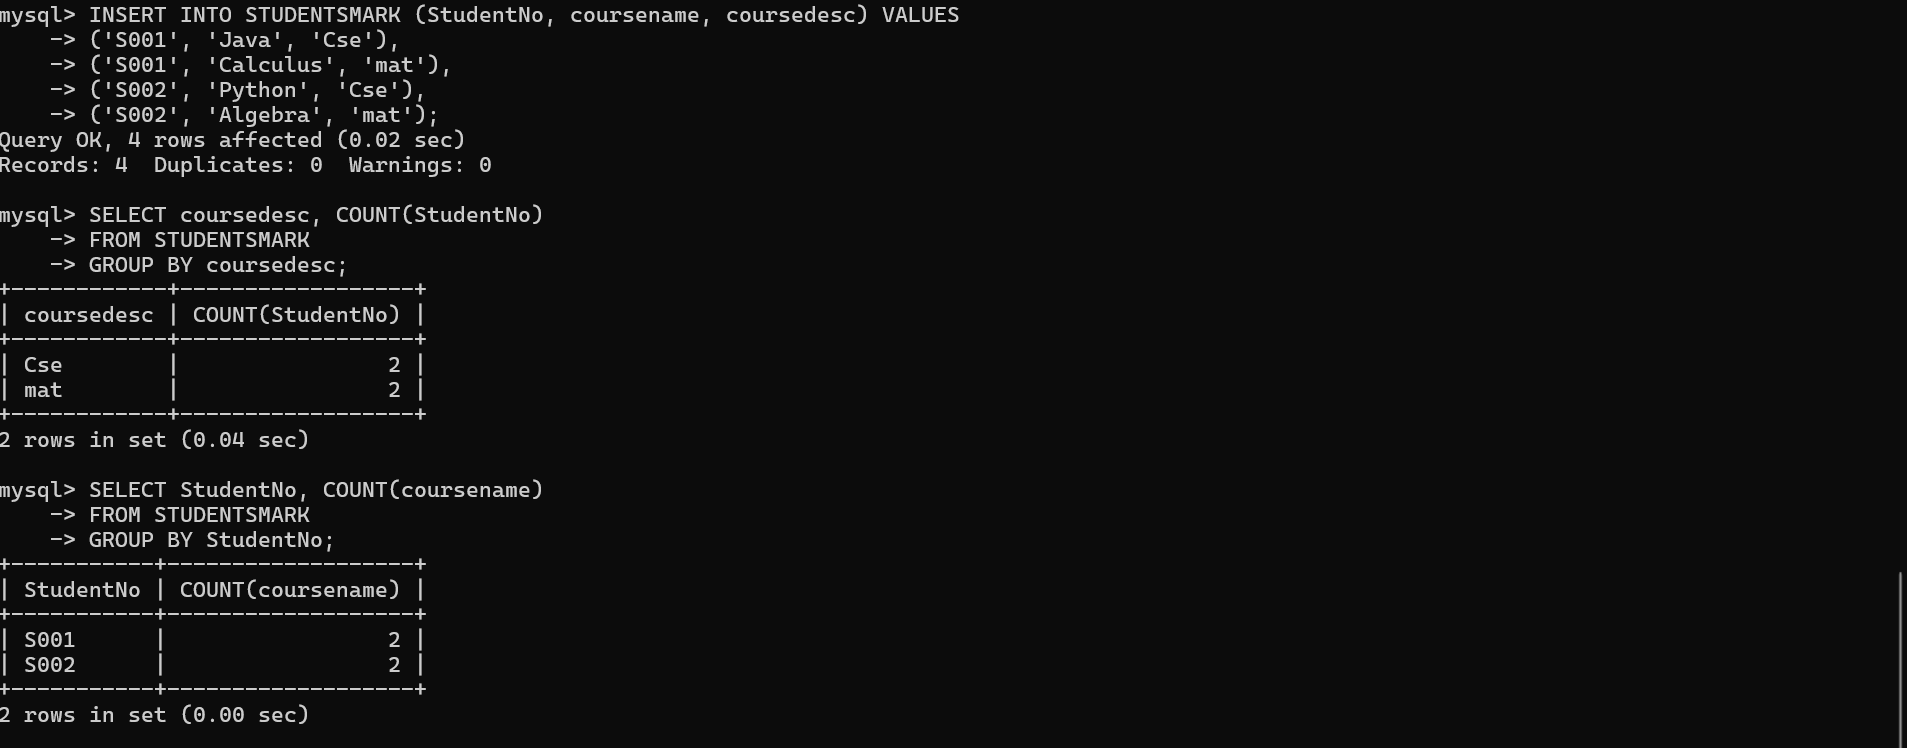 mysql> INSERT INTO STUDENTSMARK (StudentNo, coursename, coursedesc) VALUES
    -> ('S001', 'Java', 'Cse'),
    -> ('S001', 'Calculus', 'mat'),
    -> ('S002', 'Python', 'Cse'),
    -> ('S002', 'Algebra', 'mat');
Query OK, 4 rows affected (0.02 sec)
Records: 4  Duplicates: 0  Warnings: 0

mysql> SELECT coursedesc, COUNT(StudentNo)
    -> FROM STUDENTSMARK
    -> GROUP BY coursedesc;
+------------+------------------+
| coursedesc | COUNT(StudentNo) |
+------------+------------------+
| Cse        |                2 |
| mat        |                2 |
+------------+------------------+
2 rows in set (0.04 sec)

mysql> SELECT StudentNo, COUNT(coursename)
    -> FROM STUDENTSMARK
    -> GROUP BY StudentNo;
+-----------+-------------------+
| StudentNo | COUNT(coursename) |
+-----------+-------------------+
| S001      |                 2 |
| S002      |                 2 |
+-----------+-------------------+
2 rows in set (0.00 sec)